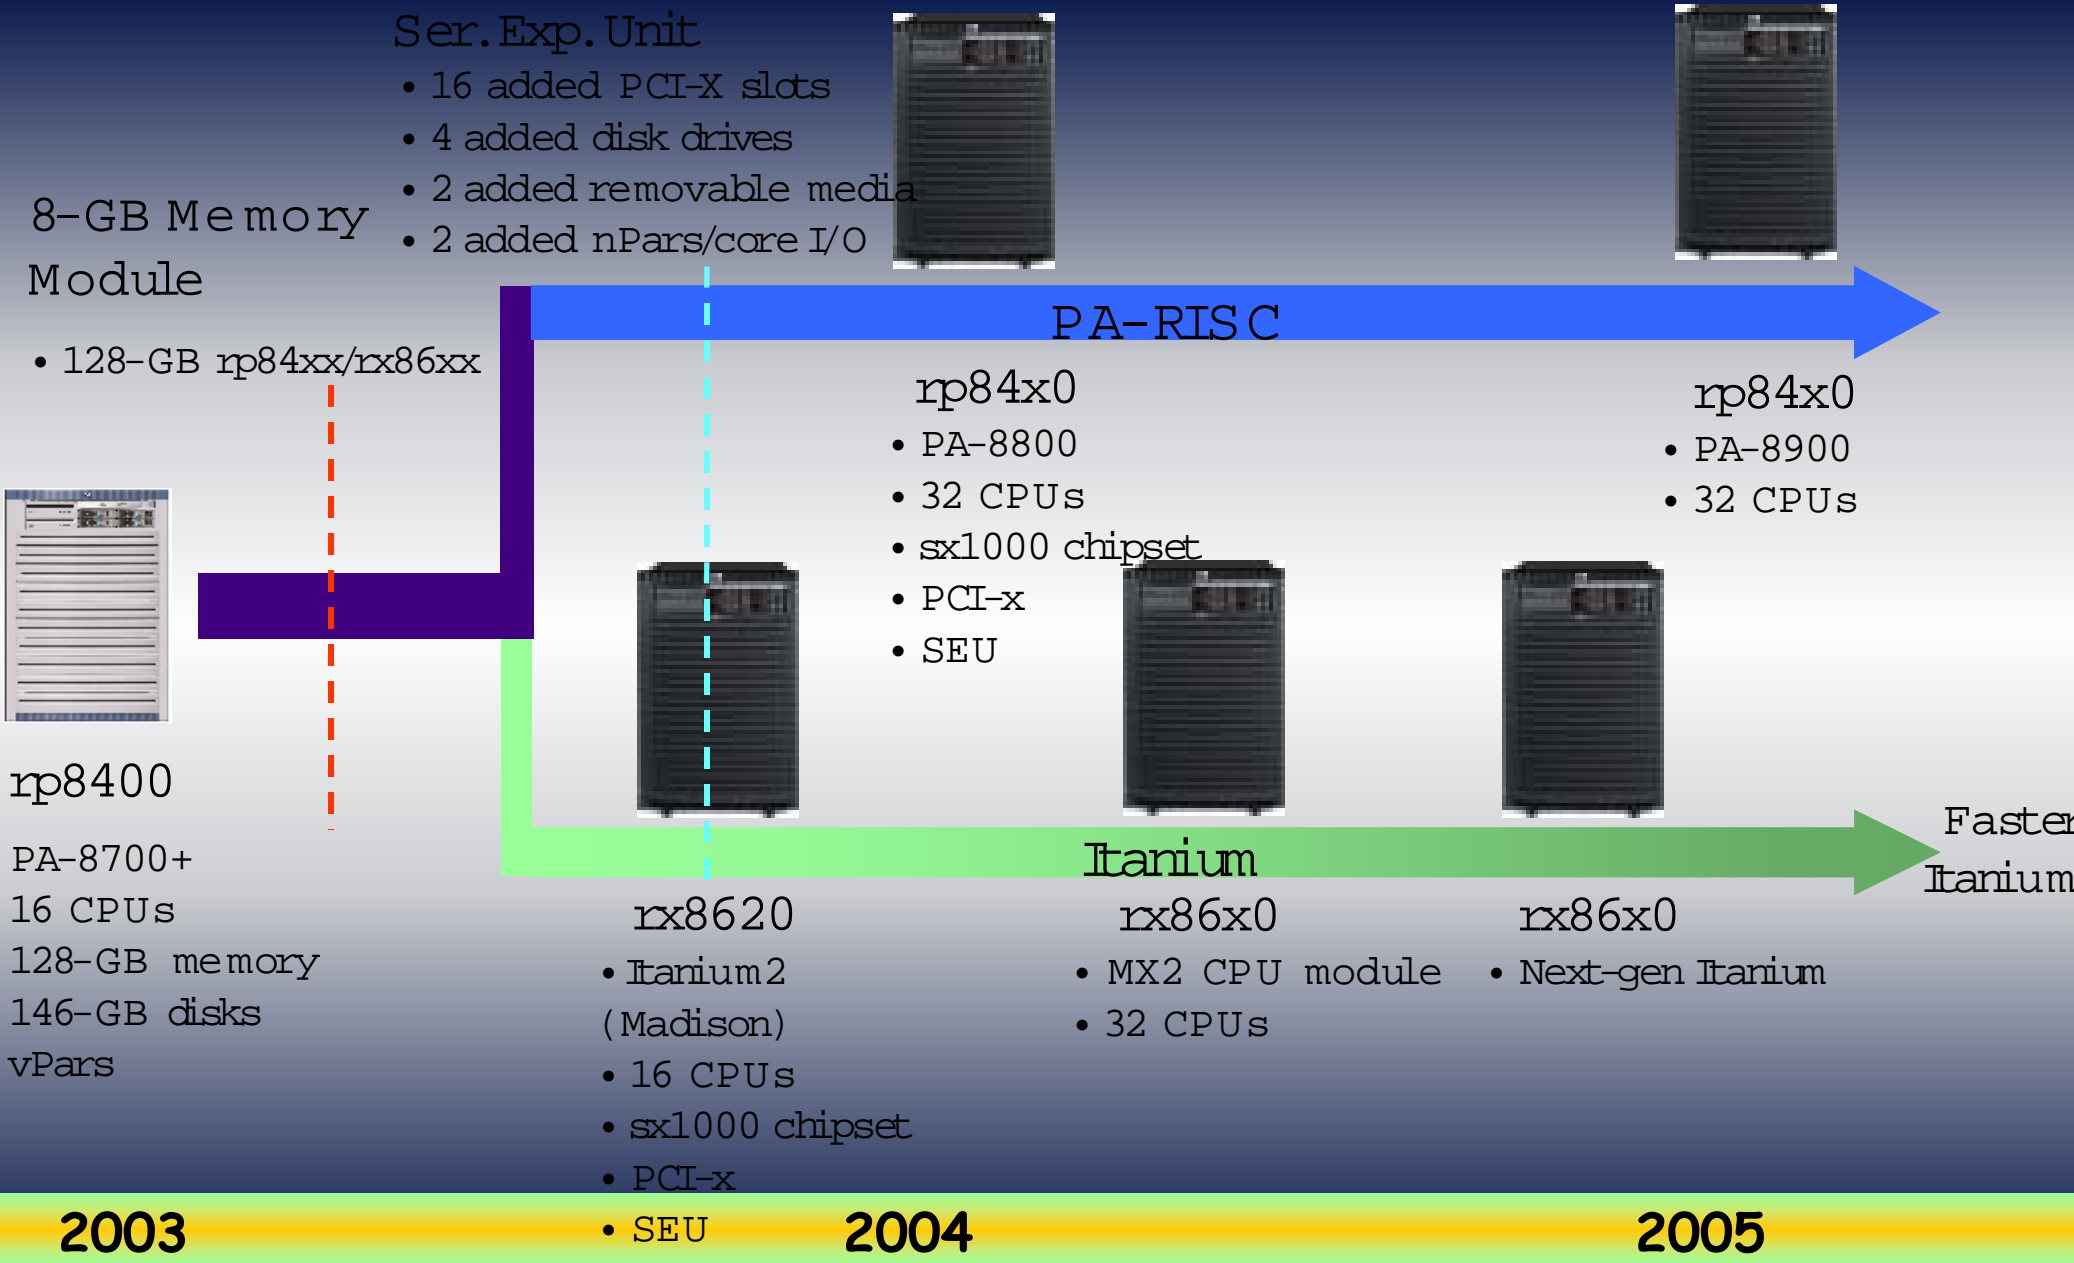 Ser. Exp. Unit
• 16 added PCI-X slots
• 4 added disk drives
• 2 added removable media
• 2 added nPars/core I/O
8-GB Memory
Module
• 128-GB rp84xx/rx86xx
PA-RISC
rp84x0
• PA-8800
• 32 CPUs
• sx1000 chipset
• PCI-x
• SEU
rp84x0
• PA-8900
• 32 CPUs
rp8400
PA-8700+
16 CPUs
128-GB memory
146-GB disks
vPars
Itanium
Faster
Itanium
rx8620
• Itanium2
(Madison)
• 16 CPUs
• sx1000 chipset
• PCI-x
• SEU
rx86x0
• MX2 CPU module
• 32 CPUs
rx86x0
• Next-gen Itanium
2003
2004
2005